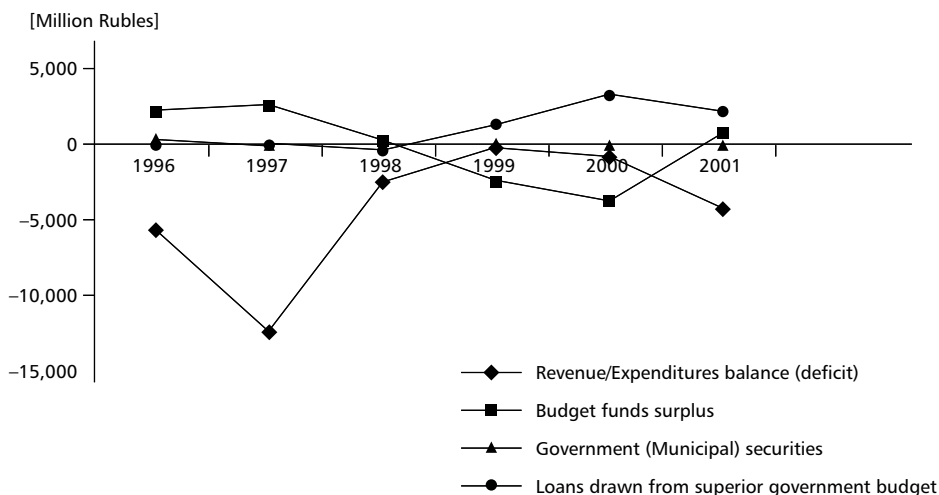 [Million Rubles]
5,000
0
1996 1997 1998 1999 2000 2001
–5,000
–10,000
–15,000
Revenue/Expenditures balance (deficit)
Budget funds surplus
Government (Municipal) securities
Loans drawn from superior government budget